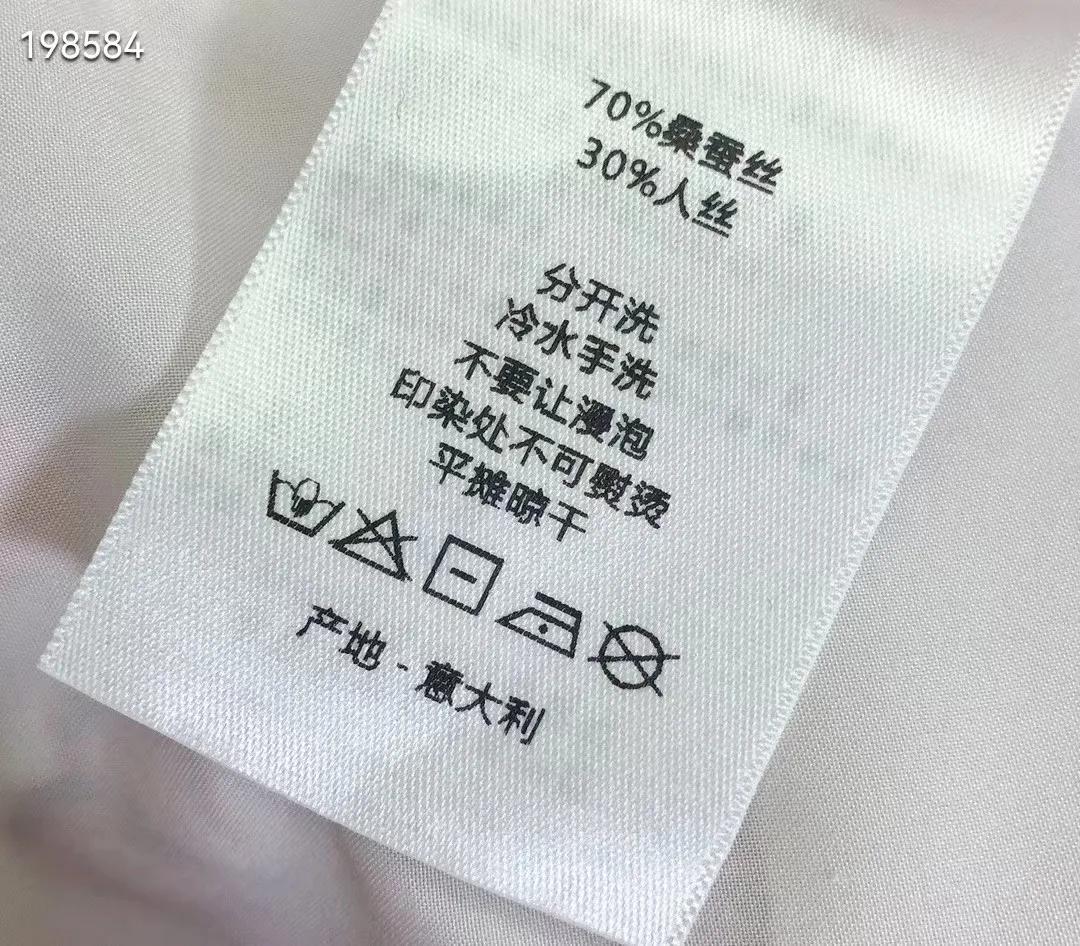 198584
70%桑蚕丝
30%人丝
分开洗
冷水手洗
不要让漫泡
印染处不可熨烫
平摊晾干
产地-意大利